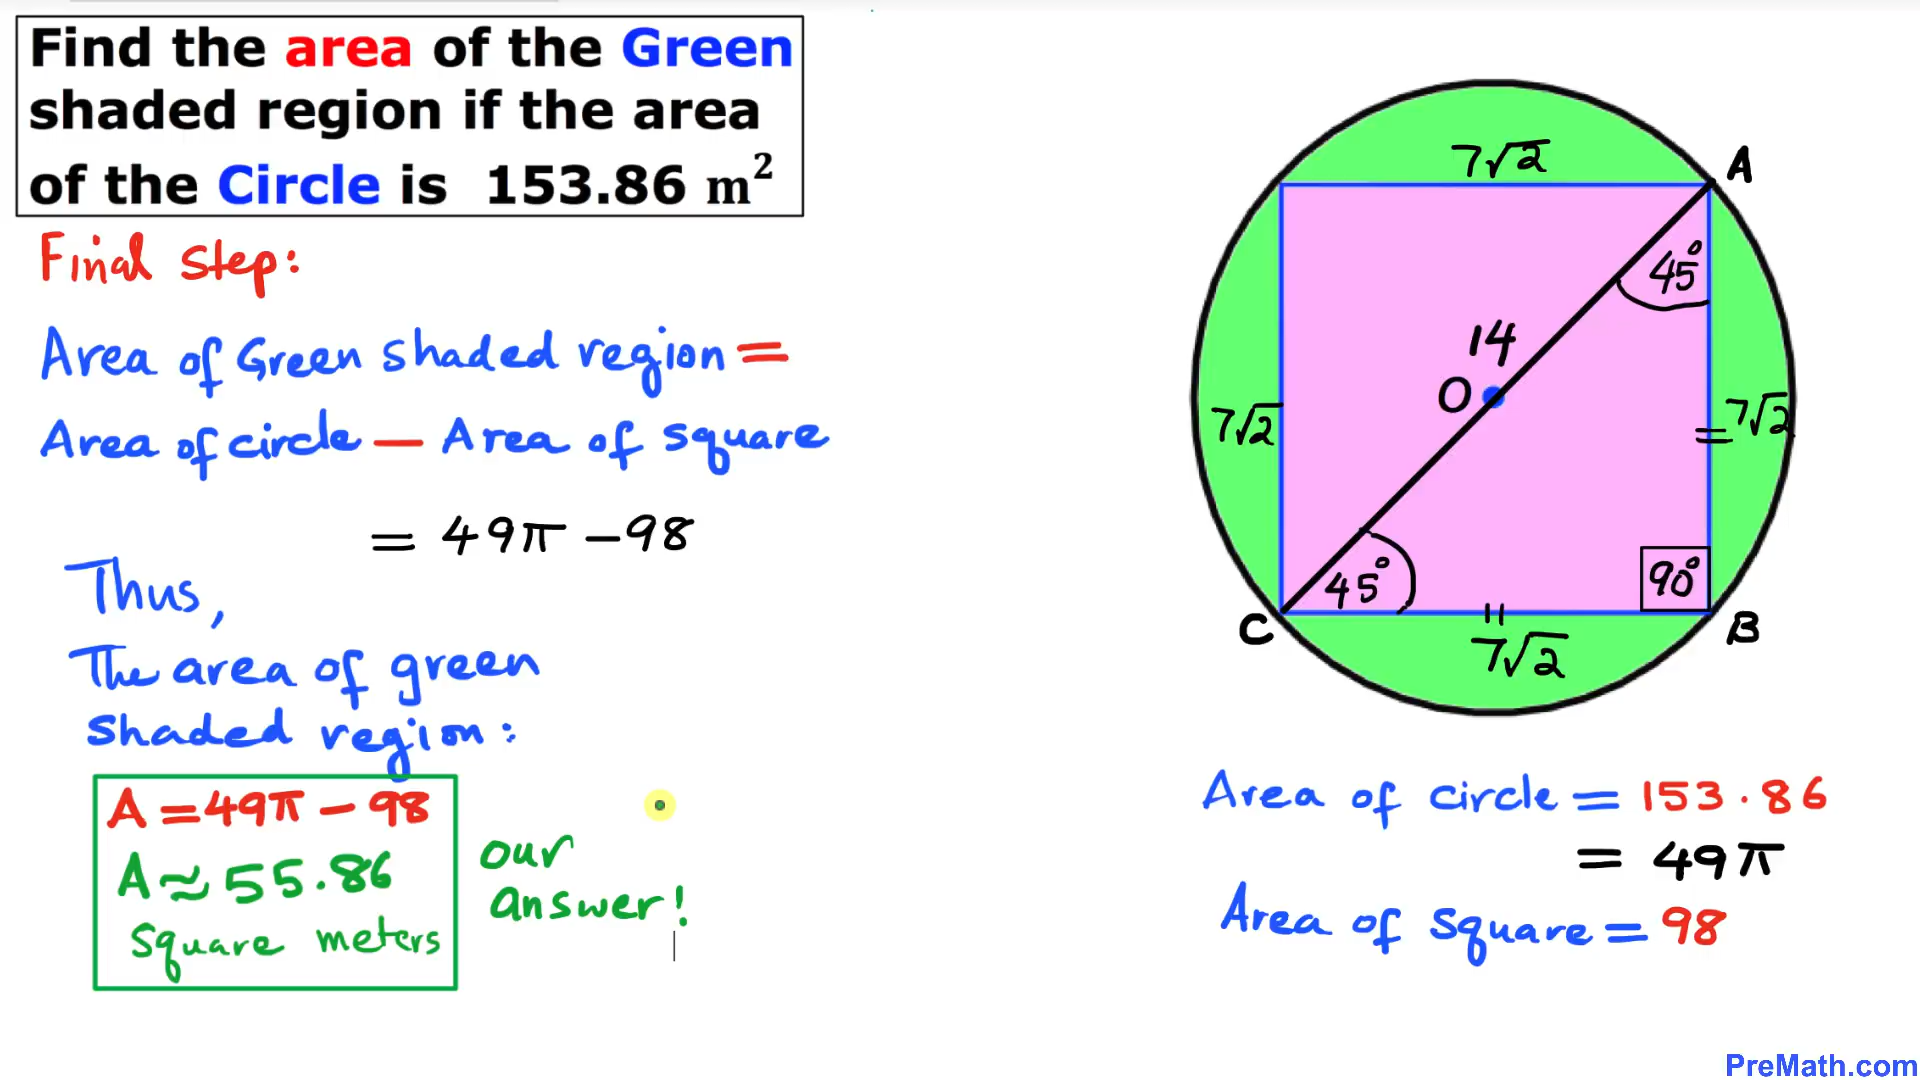 Find the area of the Green
shaded region if the area
of the Circle is 153.86 m²
Final step:
Area of Green shaded region =
Area of circle - Area of square
= 49π - 98
Thus,
The area of green
shaded region:
A = 49π - 98
A ≈ 55.86
square meters
our
answer!
7√2
A
45°
14
O
7√2
= 7√2
45°
90°
C
B
7√2
Area of circle = 153.86
= 49π
Area of square = 98
PreMath.com